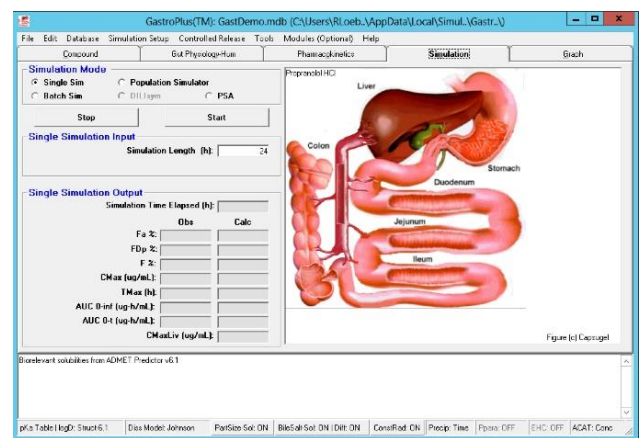 GastroPlus(TM): GastDemo.mdb (C:\Users\RLoeb..\AppData\Local\Simul..\Gastr..\)
File Edit Database Simulation Setup Controlled Release Tools Modules (Optional) Help
Compound Gut Physiology-Hum Pharmacokinetics Simulation Graph
Simulation Mode
Single Sim Population Simulator
Batch Sim PSA
Stop Start
Single Simulation Input
Simulation Length (h): 24
Single Simulation Output
Simulation Time Elapsed (h):
Obs Calc
Fa %:
FDp %:
F %:
CMax (ug/mL):
TMax (h):
AUC 0-inf (ug-h/mL):
AUC 0-t (ug-h/mL):
CMaxLiv (ug/mL):
Propranolol HCl
Liver
Colon
Stomach
Duodenum
Jejunum
Ileum
Figure (c) Capsugel
Biorelevant solubilities from ADMET Predictor v6.1
pKa Table | logD: Struct-6.1 Diss Model: Johnson PartSize-Sol: ON BileSalt-Sol: ON | Diff: ON ConstRad: ON Precip: Time Ppara: OFF EHC: OFF ACAT: Conc